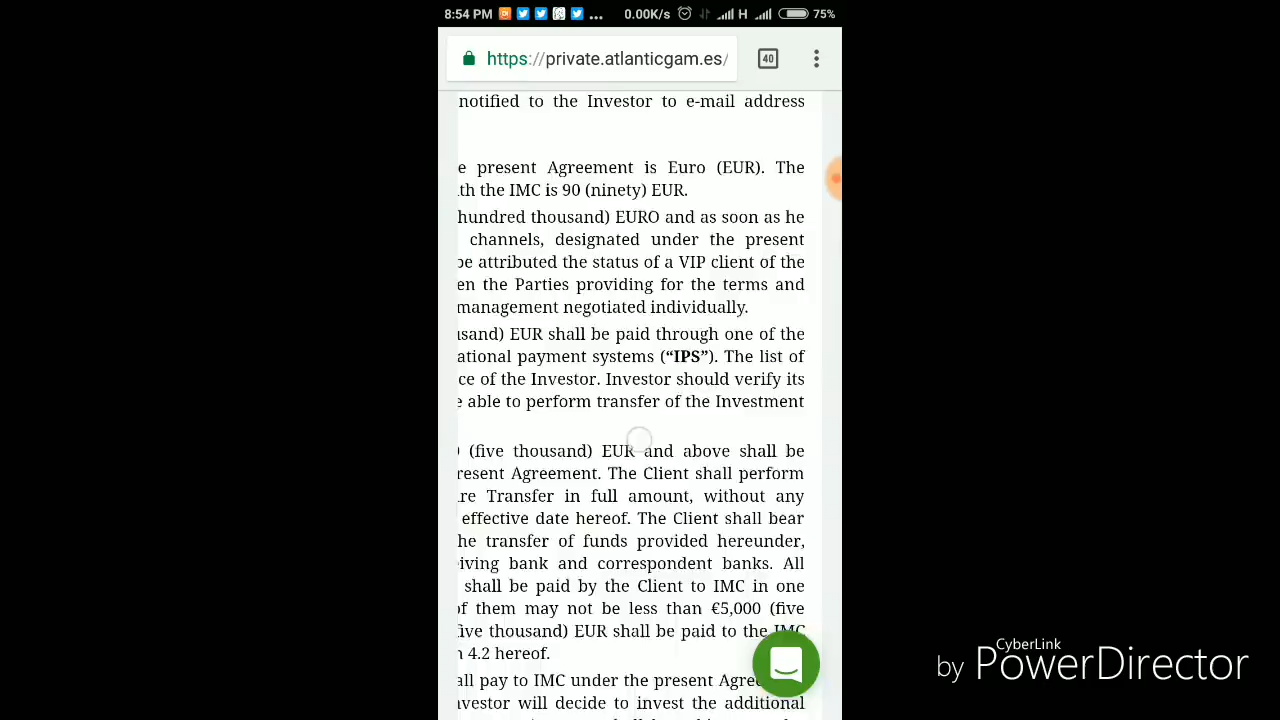 8:54 PM
...
0.00K/s
H
75%
https://private.atlanticgam.es/
40
notified to the Investor to e-mail address
present Agreement is Euro (EUR). The
the IMC is 90 (ninety) EUR.
hundred thousand) EURO and as soon as he
channels, designated under the present
be attributed the status of a VIP client of the
en the Parties providing for the terms and
management negotiated individually.
usand) EUR shall be paid through one of the
ational payment systems (“IPS”). The list of
ce of the Investor. Investor should verify its
able to perform transfer of the Investment
(five thousand) EUR and above shall be
resent Agreement. The Client shall perform
re Transfer in full amount, without any
effective date hereof. The Client shall bear
he transfer of funds provided hereunder,
iving bank and correspondent banks. All
shall be paid by the Client to IMC in one
of them may not be less than €5,000 (five
five thousand) EUR shall be paid to the IMC
4.2 hereof.
all pay to IMC under the present Agree
nvestor will decide to invest the additional
CyberLink
by PowerDirector